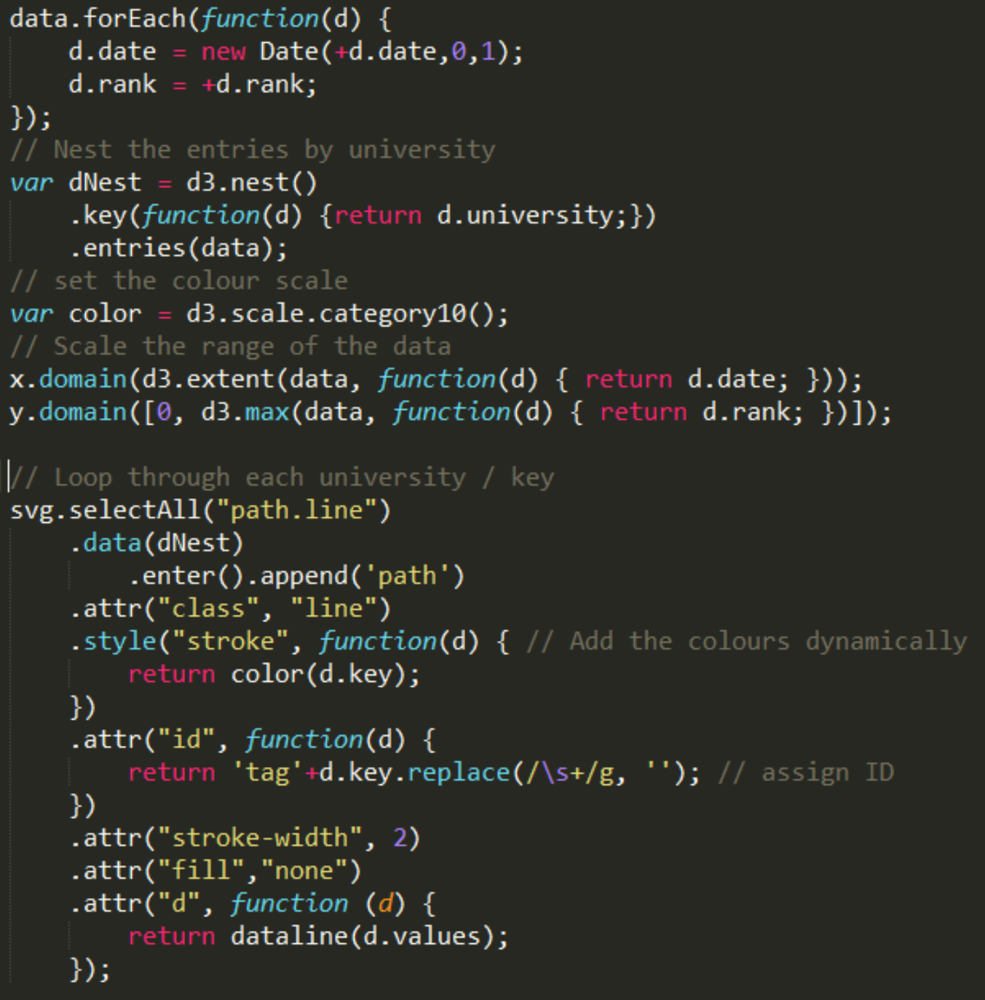 data.forEach(function(d) {
    d.date = new Date(+d.date,0,1);
    d.rank = +d.rank;
});
// Nest the entries by university
var dNest = d3.nest()
    .key(function(d) {return d.university;})
    .entries(data);
// set the colour scale
var color = d3.scale.category10();
// Scale the range of the data
x.domain(d3.extent(data, function(d) { return d.date; }));
y.domain([0, d3.max(data, function(d) { return d.rank; })]);

// Loop through each university / key
svg.selectAll("path.line")
    .data(dNest)
        .enter().append('path')
    .attr("class", "line")
    .style("stroke", function(d) { // Add the colours dynamically
        return color(d.key);
    })
    .attr("id", function(d) {
        return 'tag'+d.key.replace(/\s+/g, ''); // assign ID
    })
    .attr("stroke-width", 2)
    .attr("fill","none")
    .attr("d", function (d) {
        return dataline(d.values);
    });